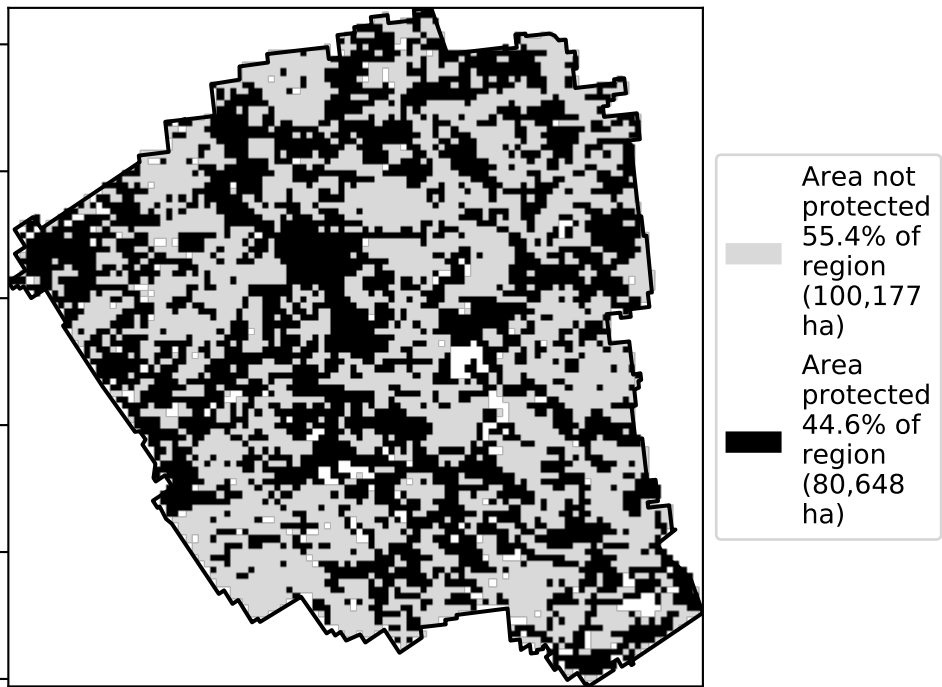 Area not
protected
55.4% of
region
(100,177
ha)
Area
protected
44.6% of
region
(80,648
ha)